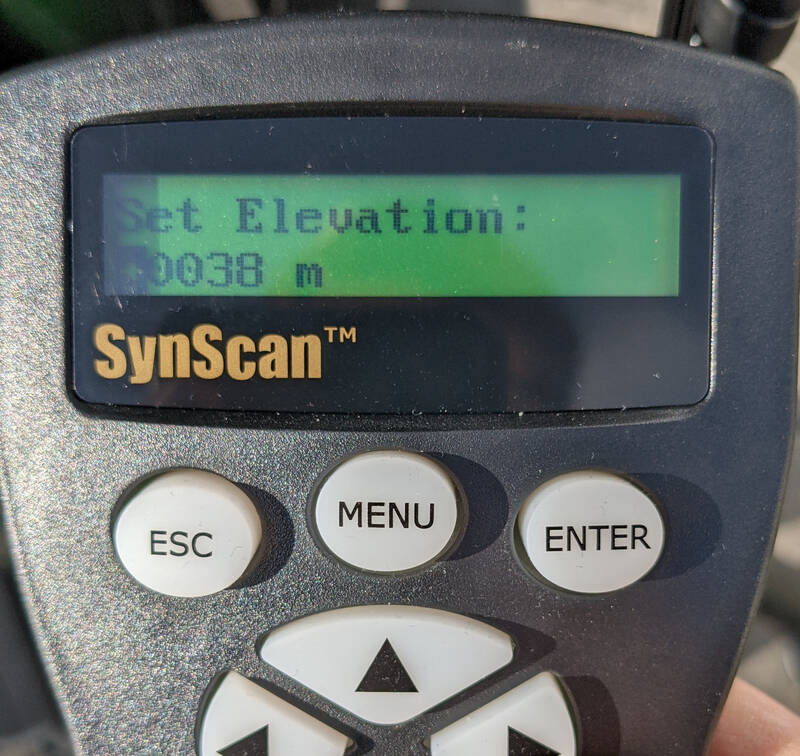 Set Elevation:
+0038 m
SynScan™
ESC
MENU
ENTER